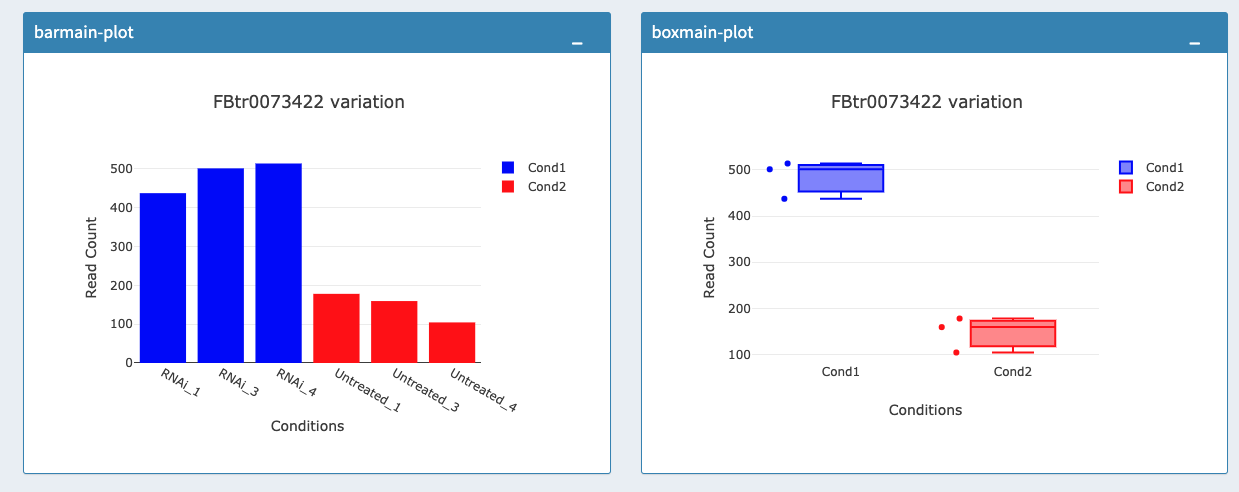 barmain-plot
FBtr0073422 variation
500
400
300
200
100
0
Read Count
RNAi_1
RNAi_3
RNAi_4
Untreated_1
Untreated_3
Untreated_4
Conditions
Cond1
Cond2
boxmain-plot
FBtr0073422 variation
500
400
300
200
100
Read Count
Cond1
Cond2
Conditions
Cond1
Cond2